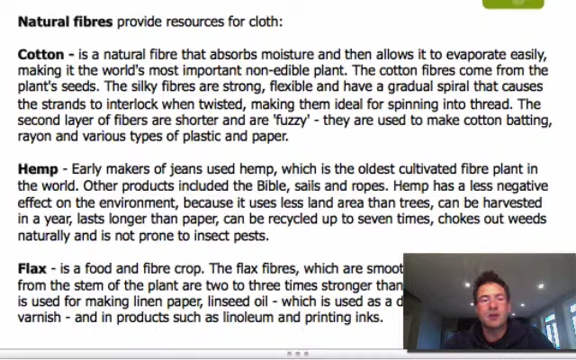 Natural fibres provide resources for cloth:
Cotton - is a natural fibre that absorbs moisture and then allows it to evaporate easily,
making it the world's most important non-edible plant. The cotton fibres come from the
plant's seeds. The silky fibres are strong, flexible and have a gradual spiral that causes
the strands to interlock when twisted, making them ideal for spinning into thread. The
second layer of fibers are shorter and are 'fuzzy' - they are used to make cotton batting,
rayon and various types of plastic and paper.
Hemp - Early makers of jeans used hemp, which is the oldest cultivated fibre plant in
the world. Other products included the Bible, sails and ropes. Hemp has a less negative
effect on the environment, because it uses less land area than trees, can be harvested
in a year, lasts longer than paper, can be recycled up to seven times, chokes out weeds
naturally and is not prone to insect pests.
Flax - is a food and fibre crop. The flax fibres, which are
from the stem of the plant are two to three times stronger than
is used for making linen paper, linseed oil - which is used as a
varnish - and in products such as linoleum and printing inks.